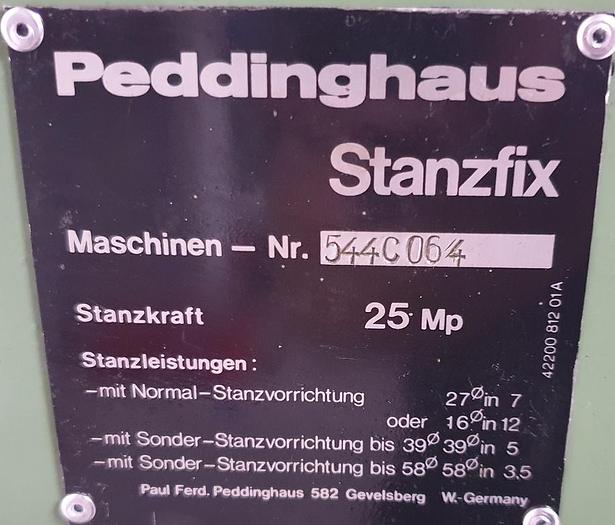 Peddinghaus
Stanzfix
Maschinen – Nr. 544C064
Stanzkraft 25 Mp
Stanzleistungen:
–mit Normal–Stanzvorrichtung 27⌀in 7
oder 16⌀in 12
–mit Sonder–Stanzvorrichtung bis 39⌀ 39⌀in 5
–mit Sonder–Stanzvorrichtung bis 58⌀ 58⌀in 3,5
Paul Ferd. Peddinghaus 582 Gevelsberg W.-Germany
42200 812 01A